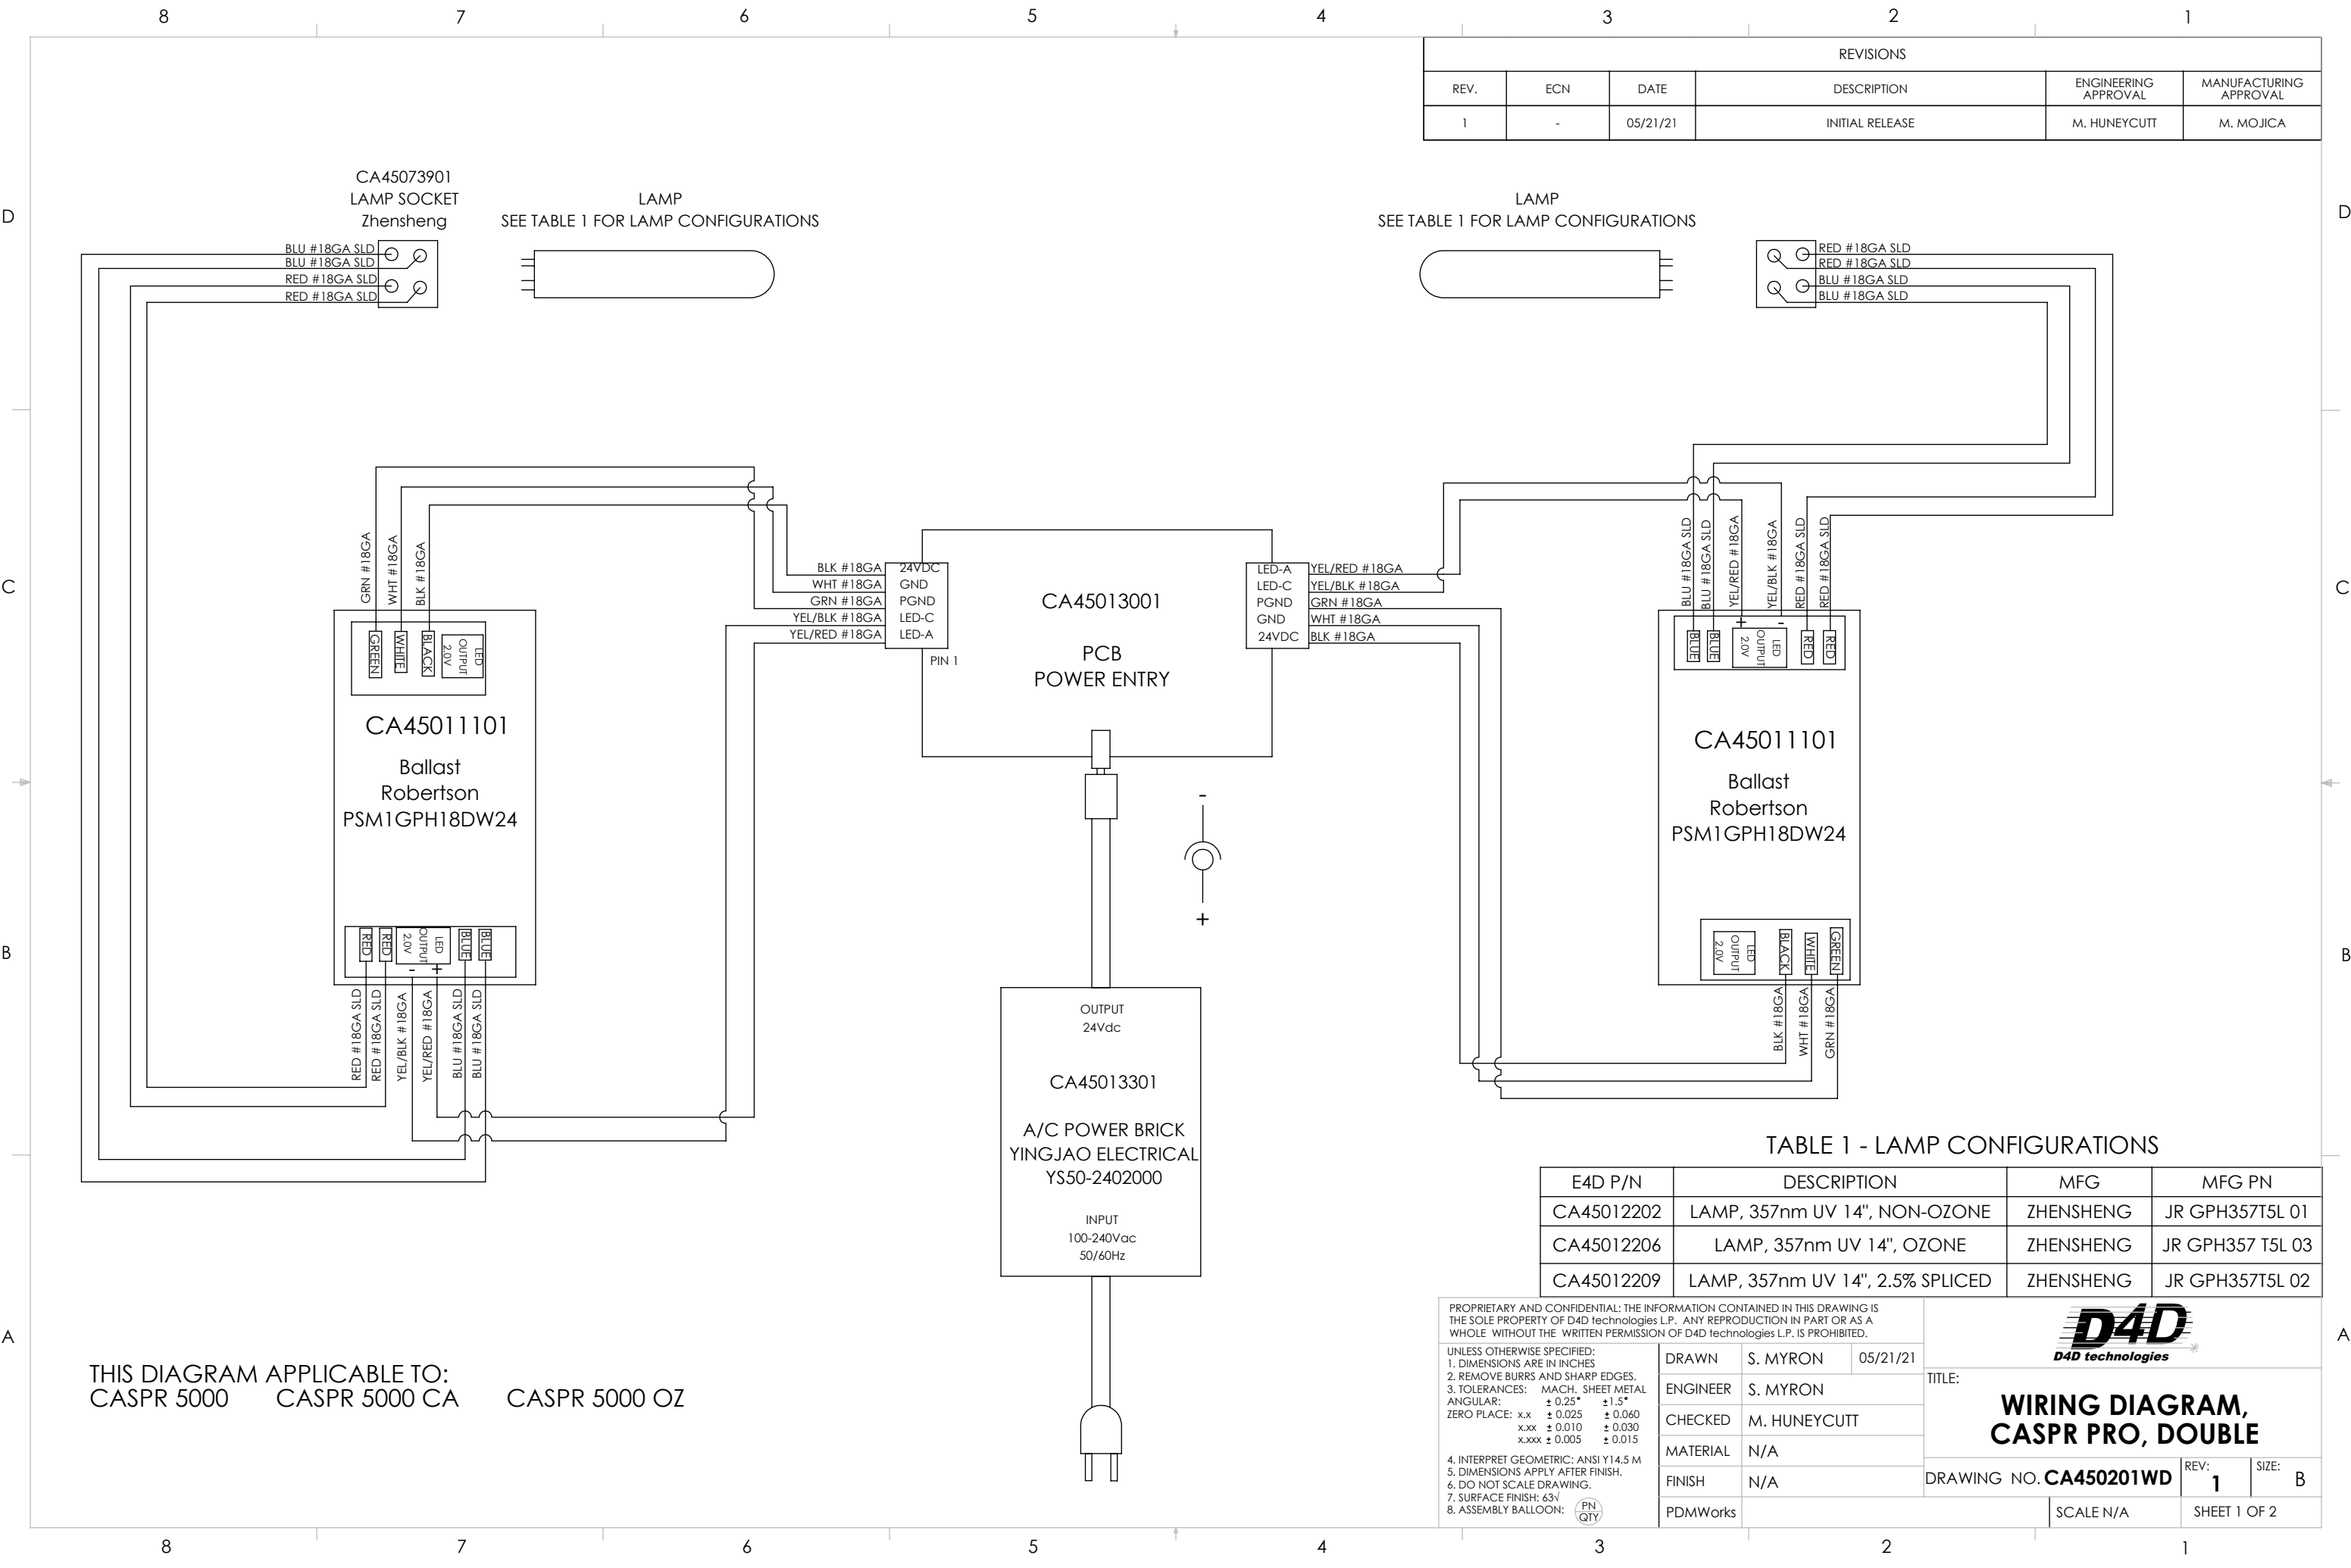 8 7 6 5 4 3 2 1
REVISIONS
REV. ECN DATE DESCRIPTION ENGINEERING APPROVAL MANUFACTURING APPROVAL
1 - 05/21/21 INITIAL RELEASE M. HUNEYCUTT M. MOJICA
D D
CA45073901
LAMP SOCKET
Zhensheng
LAMP
SEE TABLE 1 FOR LAMP CONFIGURATIONS
LAMP
SEE TABLE 1 FOR LAMP CONFIGURATIONS
BLU #18GA SLD
BLU #18GA SLD
RED #18GA SLD
RED #18GA SLD
RED #18GA SLD
RED #18GA SLD
BLU #18GA SLD
BLU #18GA SLD
C C
GRN #18GA
WHT #18GA
BLK #18GA
GREEN
WHITE
BLACK
LED
OUTPUT
2.0V
CA45011101
Ballast
Robertson
PSM1GPH18DW24
RED
RED
LED
OUTPUT
2.0V
- +
BLUE
BLUE
RED #18GA SLD
RED #18GA SLD
YEL/BLK #18GA
YEL/RED #18GA
BLU #18GA SLD
BLU #18GA SLD
BLK #18GA 24VDC
WHT #18GA GND
GRN #18GA PGND
YEL/BLK #18GA LED-C
YEL/RED #18GA LED-A
PIN 1
CA45013001
PCB
POWER ENTRY
LED-A YEL/RED #18GA
LED-C YEL/BLK #18GA
PGND GRN #18GA
GND WHT #18GA
24VDC BLK #18GA
-
+
BLU #18GA SLD
BLU #18GA SLD
YEL/RED #18GA
YEL/BLK #18GA
RED #18GA SLD
RED #18GA SLD
BLUE
BLUE
+ -
LED
OUTPUT
2.0V
RED
RED
CA45011101
Ballast
Robertson
PSM1GPH18DW24
LED
OUTPUT
2.0V
BLACK
WHITE
GREEN
BLK #18GA
WHT #18GA
GRN #18GA
B B
OUTPUT
24Vdc
CA45013301
A/C POWER BRICK
YINGJAO ELECTRICAL
YS50-2402000
INPUT
100-240Vac
50/60Hz
TABLE 1 - LAMP CONFIGURATIONS
E4D P/N DESCRIPTION MFG MFG PN
CA45012202 LAMP, 357nm UV 14", NON-OZONE ZHENSHENG JR GPH357T5L 01
CA45012206 LAMP, 357nm UV 14", OZONE ZHENSHENG JR GPH357 T5L 03
CA45012209 LAMP, 357nm UV 14", 2.5% SPLICED ZHENSHENG JR GPH357T5L 02
A A
THIS DIAGRAM APPLICABLE TO:
CASPR 5000 CASPR 5000 CA CASPR 5000 OZ
PROPRIETARY AND CONFIDENTIAL: THE INFORMATION CONTAINED IN THIS DRAWING IS
THE SOLE PROPERTY OF D4D technologies L.P. ANY REPRODUCTION IN PART OR AS A
WHOLE WITHOUT THE WRITTEN PERMISSION OF D4D technologies L.P. IS PROHIBITED.
UNLESS OTHERWISE SPECIFIED:
1. DIMENSIONS ARE IN INCHES
2. REMOVE BURRS AND SHARP EDGES.
3. TOLERANCES: MACH. SHEET METAL
ANGULAR: ± 0.25° ±1.5°
ZERO PLACE: x.x ± 0.025 ± 0.060
x.xx ± 0.010 ± 0.030
x.xxx ± 0.005 ± 0.015
4. INTERPRET GEOMETRIC: ANSI Y14.5 M
5. DIMENSIONS APPLY AFTER FINISH.
6. DO NOT SCALE DRAWING.
7. SURFACE FINISH: 63√
8. ASSEMBLY BALLOON: PN QTY
DRAWN S. MYRON 05/21/21
ENGINEER S. MYRON
CHECKED M. HUNEYCUTT
MATERIAL N/A
FINISH N/A
PDMWorks
D4D
D4D technologies
TITLE:
WIRING DIAGRAM,
CASPR PRO, DOUBLE
DRAWING NO. CA450201WD REV: 1 SIZE: B
SCALE N/A SHEET 1 OF 2
8 7 6 5 4 3 2 1